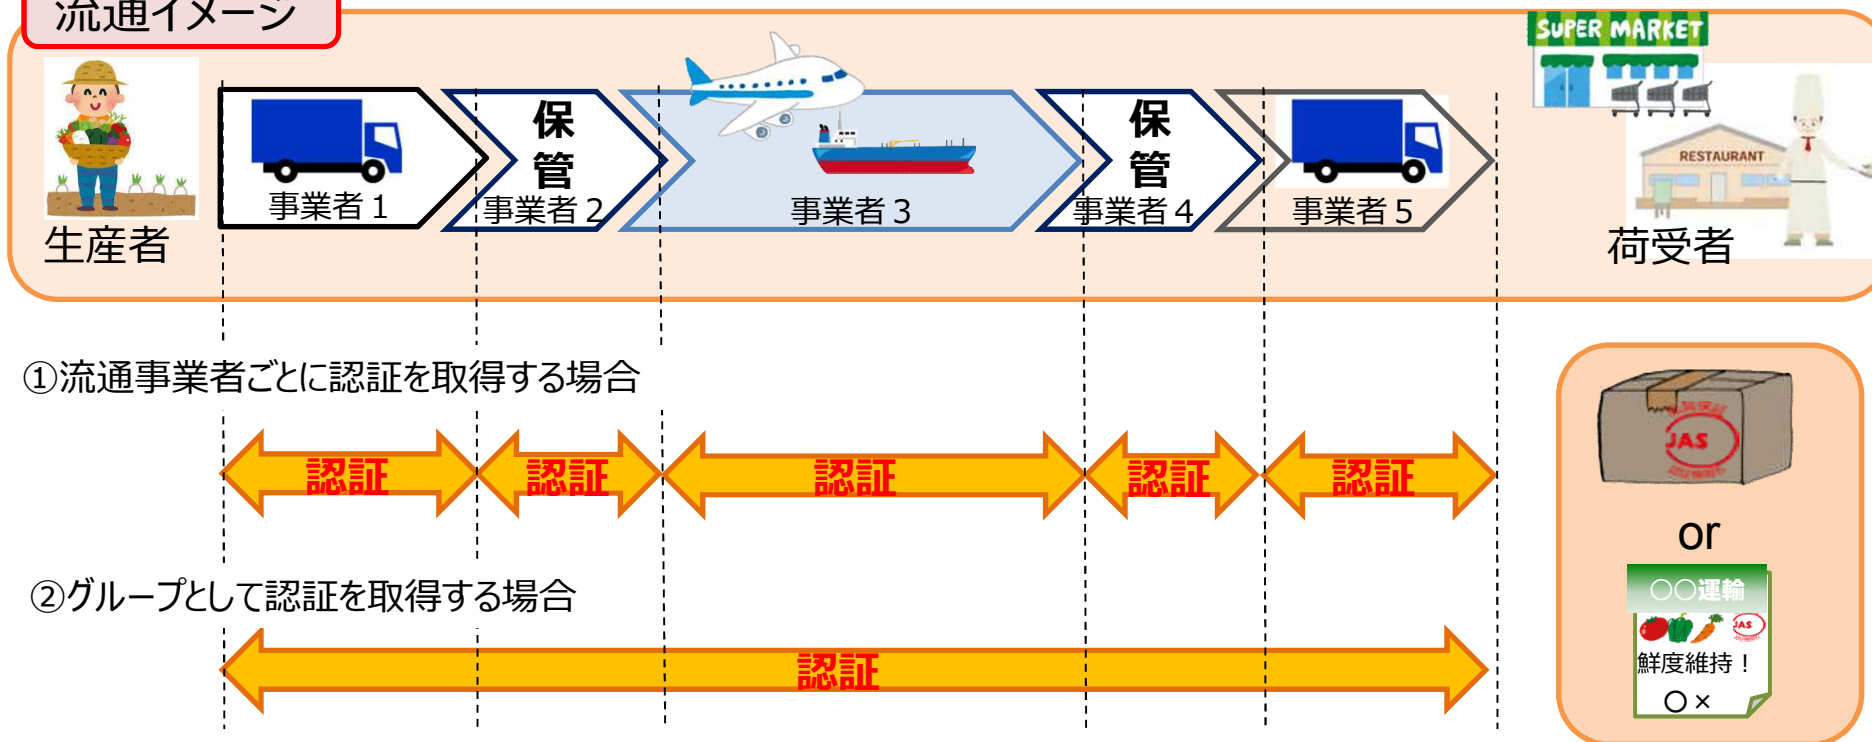 流通イメージ
SUPER MARKET
保管
保管
RESTAURANT
事業者1
事業者2
事業者3
事業者4
事業者5
生産者
荷受者
①流通事業者ごとに認証を取得する場合
認証
認証
認証
認証
認証
JAS
or
②グループとして認証を取得する場合
認証
○○運輸
JAS
鮮度維持！
○×